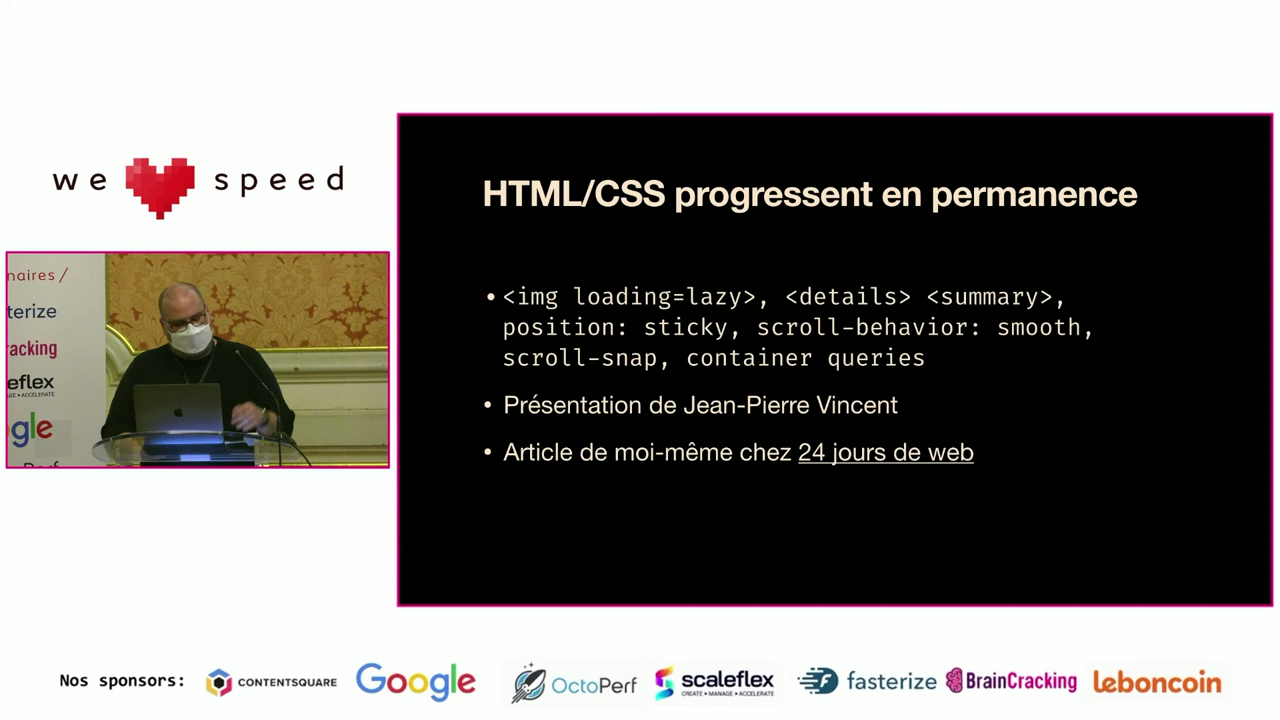 we speed
HTML/CSS progressent en permanence
• <img loading=lazy>, <details> <summary>,
position: sticky, scroll-behavior: smooth,
scroll-snap, container queries
• Présentation de Jean-Pierre Vincent
• Article de moi-même chez 24 jours de web
naires /
terize
racking
eflex
gle
Perf
Nos sponsors:
CONTENTSQUARE
Google
OctoPerf
scaleflex
CREATE • MANAGE • ACCELERATE
fasterize
BrainCracking
leboncoin